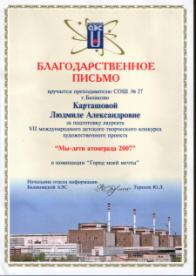 БЛАГОДАРСТВЕННОЕ
ПИСЬМО
вручается преподавателю СОШ № 27
г.Балаково
Карташовой
Людмиле Александровне
за подготовку лауреата
VII международного детского творческого конкурса
художественного проекта
"Мы-дети атомграда 2007"
в номинации "Город моей мечты"
Начальник отдела информации
Балаковской АЭС
Терехов Ю.Л.